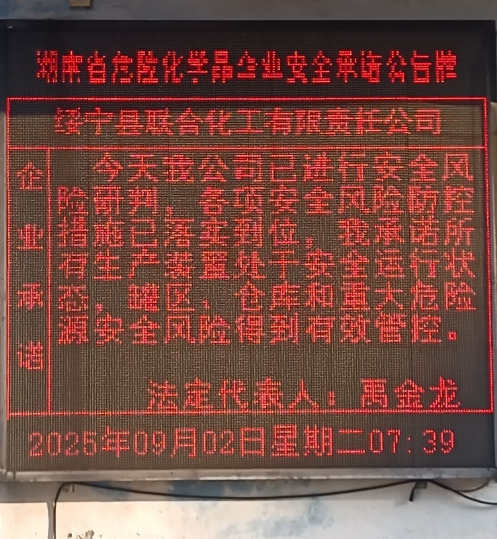 湖南省危险化学品企业安全承诺公告牌
绥宁县联合化工有限责任公司
企业承诺
今天我公司已进行安全风
险研判，各项安全风险防控
措施已落实到位，我承诺所
有生产装置处于安全运行状
态，罐区、仓库和重大危险
源安全风险得到有效管控。
法定代表人：禹金龙
2025年09月02日星期二07:39